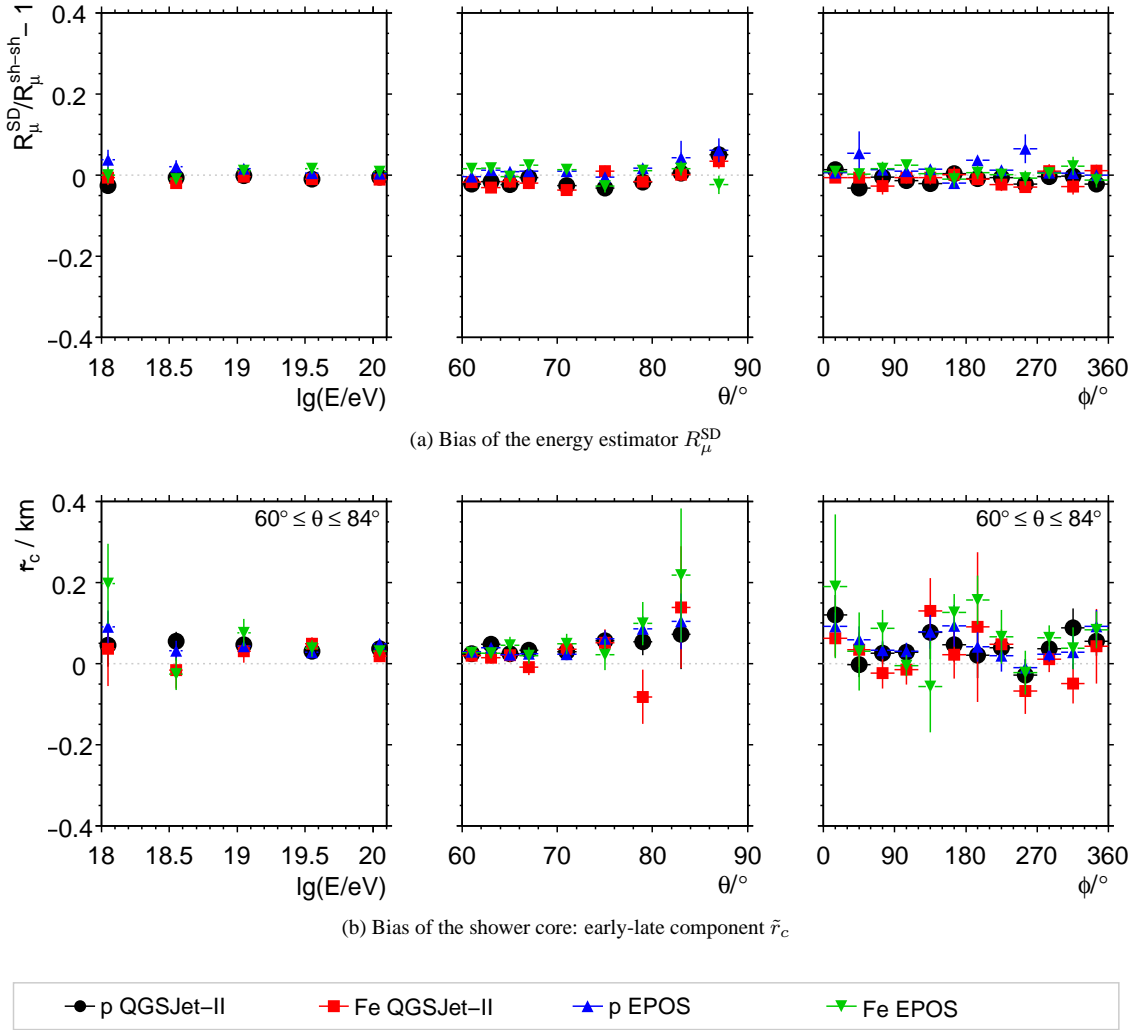 R_μ^SD/R_μ^sh-sh − 1
0.4
0.2
0
−0.2
−0.4
18 18.5 19 19.5 20 60 70 80 90 0 90 180 270 360
lg(E/eV) θ/° ϕ/°
(a) Bias of the energy estimator R_μ^SD
r̃_c / km
0.4
0.2
0
−0.2
−0.4
60° ≤ θ ≤ 84° 60° ≤ θ ≤ 84°
18 18.5 19 19.5 20 60 70 80 90 0 90 180 270 360
lg(E/eV) θ/° ϕ/°
(b) Bias of the shower core: early-late component r̃_c
p QGSJet−II Fe QGSJet−II p EPOS Fe EPOS